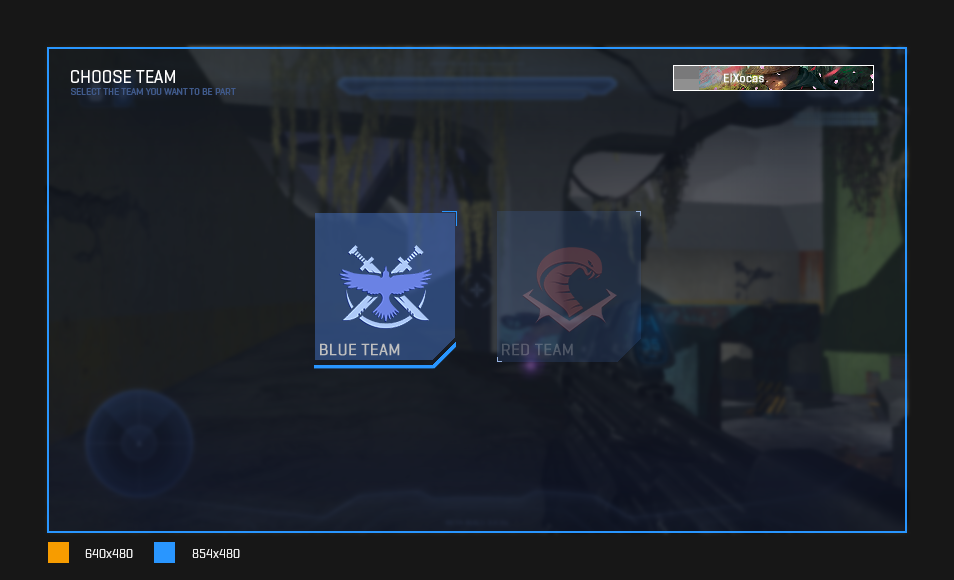 CHOOSE TEAM
SELECT THE TEAM YOU WANT TO BE PART
ElXocas
BLUE TEAM
RED TEAM
640x480
854x480